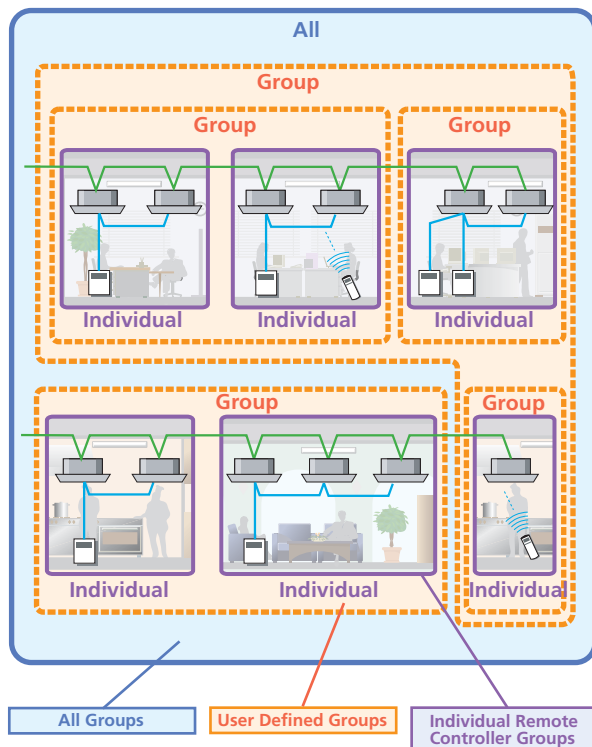 All
Group
Group
Group
Individual
Individual
Individual
Group
Group
Individual
Individual
Individual
All Groups
User Defined Groups
Individual Remote
Controller Groups